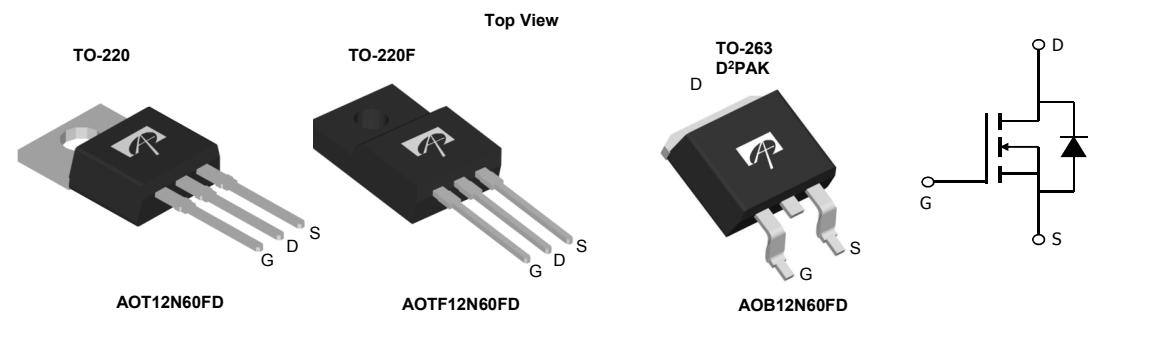 Top View
TO-220
TO-220F
TO-263
D²PAK
D
G
D
S
G
D
S
G
S
D
G
S
AOT12N60FD
AOTF12N60FD
AOB12N60FD